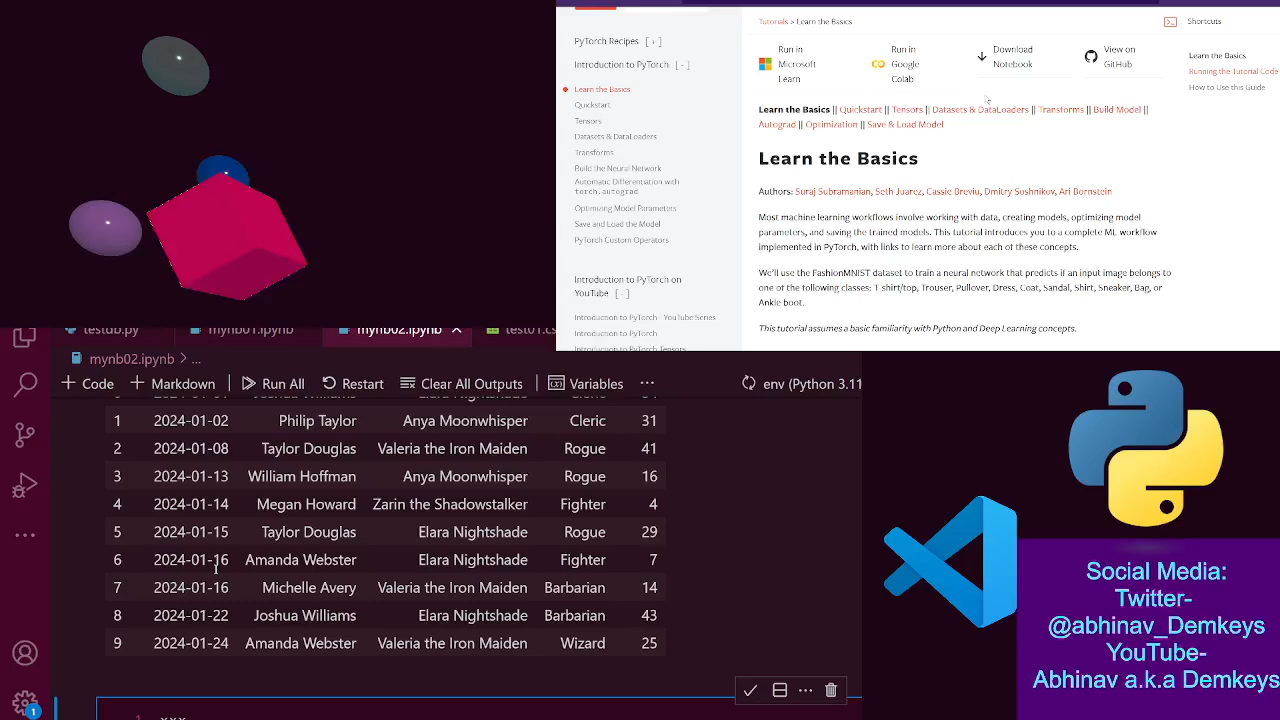 Tutorials > Learn the Basics
Shortcuts
PyTorch Recipes [ + ]
Introduction to PyTorch [ - ]
Learn the Basics
Quickstart
Tensors
Datasets & DataLoaders
Transforms
Build the Neural Network
Automatic Differentiation with
torch.autograd
Optimizing Model Parameters
Save and Load the Model
PyTorch Custom Operators
Introduction to PyTorch on
YouTube [ - ]
Introduction to PyTorch - YouTube Series
Introduction to PyTorch
Introduction to PyTorch Tensors
Run in
Microsoft
Learn
Run in
Google
Colab
Download
Notebook
View on
GitHub
Learn the Basics || Quickstart || Tensors || Datasets & DataLoaders || Transforms || Build Model ||
Autograd || Optimization || Save & Load Model
Learn the Basics
Authors: Suraj Subramanian, Seth Juarez, Cassie Breviu, Dmitry Soshnikov, Ari Bornstein
Most machine learning workflows involve working with data, creating models, optimizing model
parameters, and saving the trained models. This tutorial introduces you to a complete ML workflow
implemented in PyTorch, with links to learn more about each of these concepts.
We'll use the FashionMNIST dataset to train a neural network that predicts if an input image belongs to
one of the following classes: T-shirt/top, Trouser, Pullover, Dress, Coat, Sandal, Shirt, Sneaker, Bag, or
Ankle boot.
This tutorial assumes a basic familiarity with Python and Deep Learning concepts.
Learn the Basics
Running the Tutorial Code
How to Use this Guide
testub.py mynb01.ipynb mynb02.ipynb test01.cs
mynb02.ipynb > ...
+ Code + Markdown Run All Restart Clear All Outputs Variables ... env (Python 3.11
1 2024-01-02 Philip Taylor Anya Moonwhisper Cleric 31
2 2024-01-08 Taylor Douglas Valeria the Iron Maiden Rogue 41
3 2024-01-13 William Hoffman Anya Moonwhisper Rogue 16
4 2024-01-14 Megan Howard Zarin the Shadowstalker Fighter 4
5 2024-01-15 Taylor Douglas Elara Nightshade Rogue 29
6 2024-01-16 Amanda Webster Elara Nightshade Fighter 7
7 2024-01-16 Michelle Avery Valeria the Iron Maiden Barbarian 14
8 2024-01-22 Joshua Williams Elara Nightshade Barbarian 43
9 2024-01-24 Amanda Webster Valeria the Iron Maiden Wizard 25
1
1
Social Media:
Twitter-
@abhinav_Demkeys
YouTube-
Abhinav a.k.a Demkeys